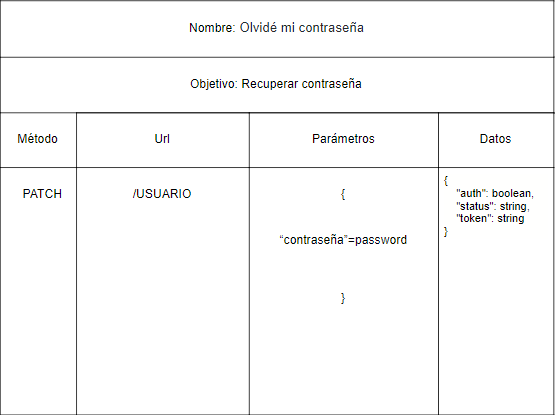 Nombre: Olvidé mi contraseña
Objetivo: Recuperar contraseña
Método
Url
Parámetros
Datos
PATCH
/USUARIO
{
“contraseña”=password
}
{
"auth": boolean,
"status": string,
"token": string
}